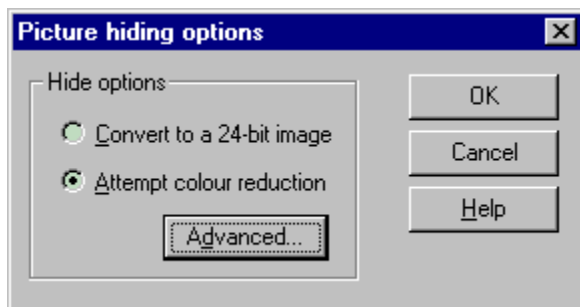 Picture hiding options
Hide options
Convert to a 24-bit image
Attempt colour reduction
Advanced...
OK
Cancel
Help